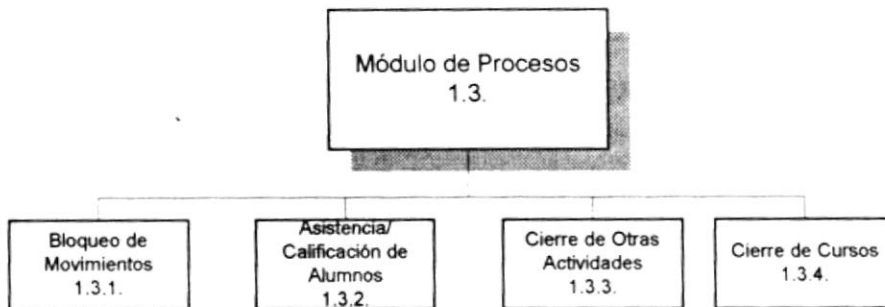 Módulo de Procesos
1.3.
Bloqueo de
Movimientos
1.3.1.
Asistencia/
Calificación de
Alumnos
1.3.2.
Cierre de Otras
Actividades
1.3.3.
Cierre de Cursos
1.3.4.